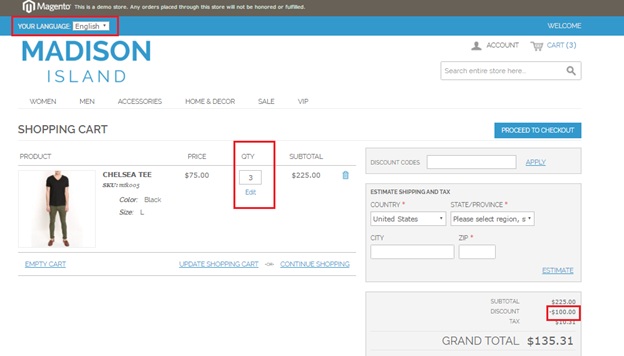 Magento
This is a demo store. Any orders placed through this store will not be honored or fulfilled.
YOUR LANGUAGE: English
WELCOME
MADISON
ISLAND
ACCOUNT
CART (3)
Search entire store here...
WOMEN MEN ACCESSORIES HOME & DECOR SALE VIP
SHOPPING CART
PROCEED TO CHECKOUT
PRODUCT PRICE QTY SUBTOTAL
CHELSEA TEE $75.00 3 $225.00
SKU: mtk003
Edit
Color: Black
Size: L
EMPTY CART UPDATE SHOPPING CART -or- CONTINUE SHOPPING
DISCOUNT CODES APPLY
ESTIMATE SHIPPING AND TAX
COUNTRY * STATE/PROVINCE *
United States Please select region, s
CITY ZIP *
ESTIMATE
SUBTOTAL $225.00
DISCOUNT -$100.00
TAX $10.31
GRAND TOTAL $135.31